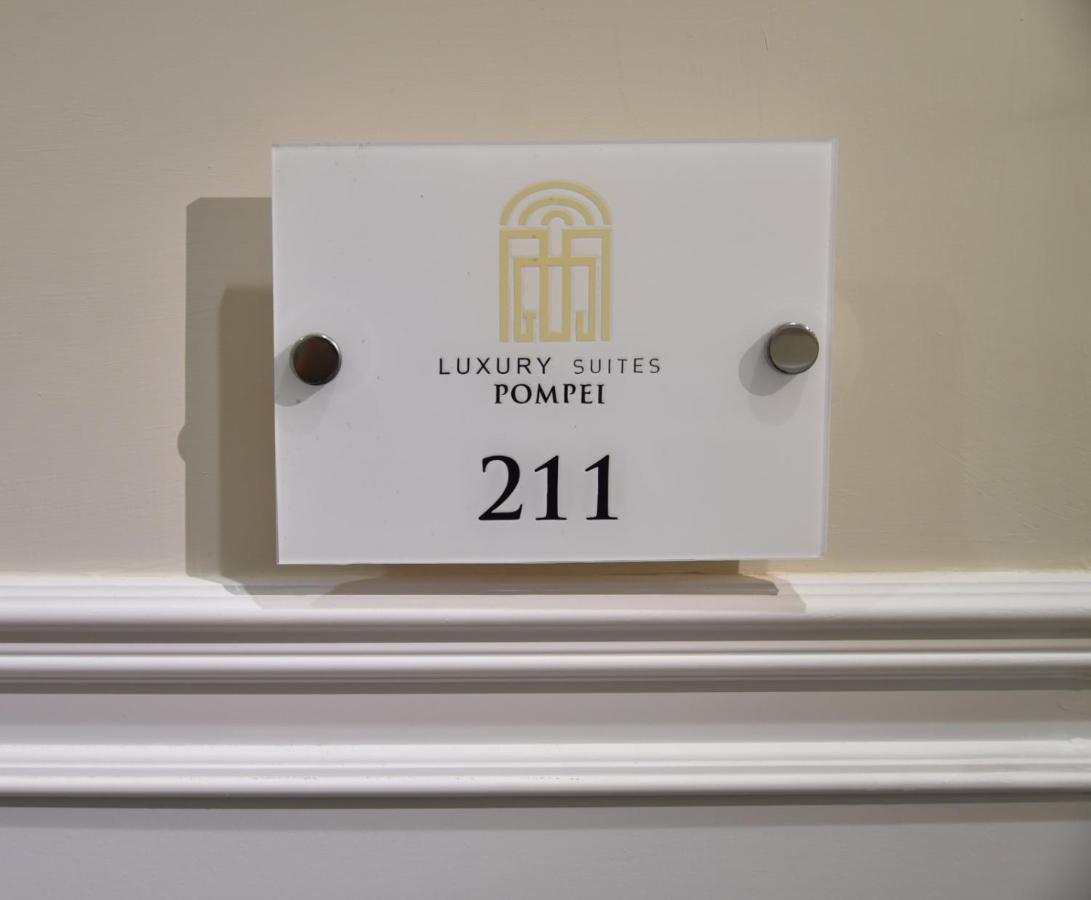 LUXURY SUITES
POMPEI
211